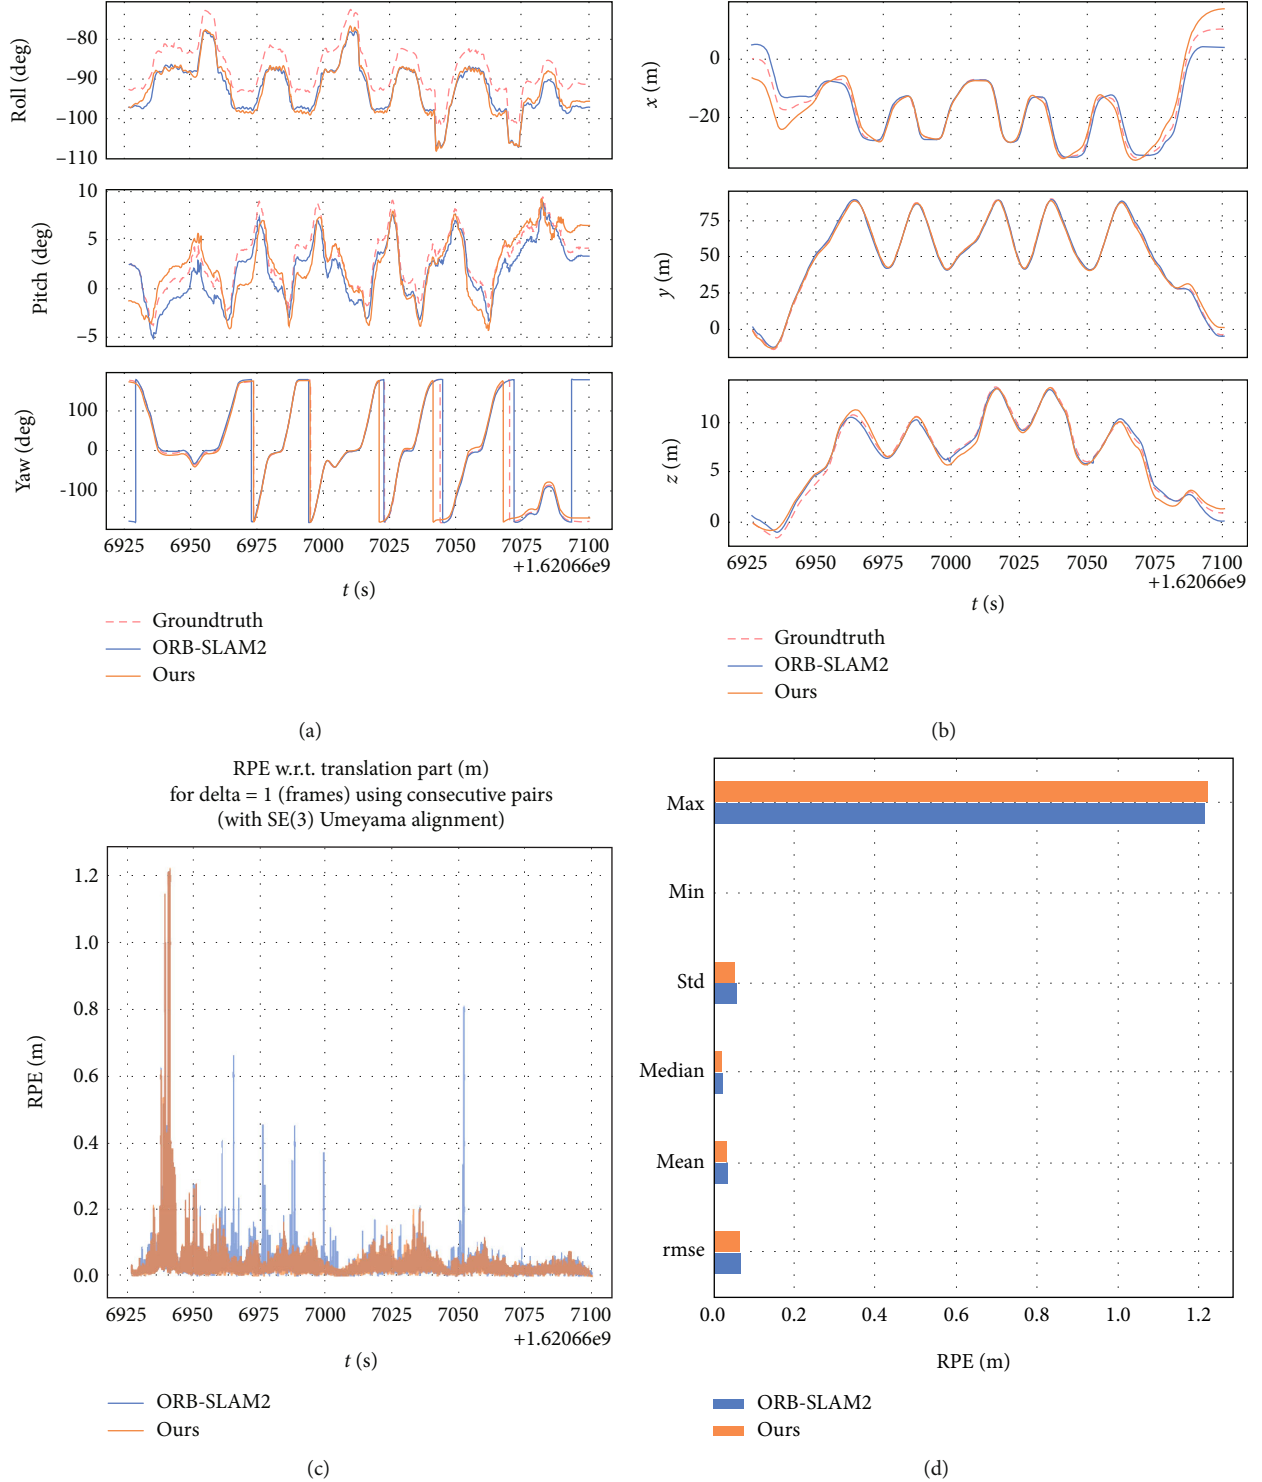 Roll (deg)
−80
−90
−100
−110
Pitch (deg)
10
5
0
−5
Yaw (deg)
100
0
-100
6925 6950 6975 7000 7025 7050 7075 7100
+1.62066e9
t (s)
Groundtruth
ORB-SLAM2
Ours
(a)
x (m)
0
−20
y (m)
75
50
25
0
z (m)
10
5
0
6925 6950 6975 7000 7025 7050 7075 7100
+1.62066e9
t (s)
Groundtruth
ORB-SLAM2
Ours
(b)
RPE w.r.t. translation part (m)
for delta = 1 (frames) using consecutive pairs
(with SE(3) Umeyama alignment)
RPE (m)
1.2
1.0
0.8
0.6
0.4
0.2
0.0
6925 6950 6975 7000 7025 7050 7075 7100
+1.62066e9
t (s)
ORB-SLAM2
Ours
(c)
Max
Min
Std
Median
Mean
rmse
0.0 0.2 0.4 0.6 0.8 1.0 1.2
RPE (m)
ORB-SLAM2
Ours
(d)